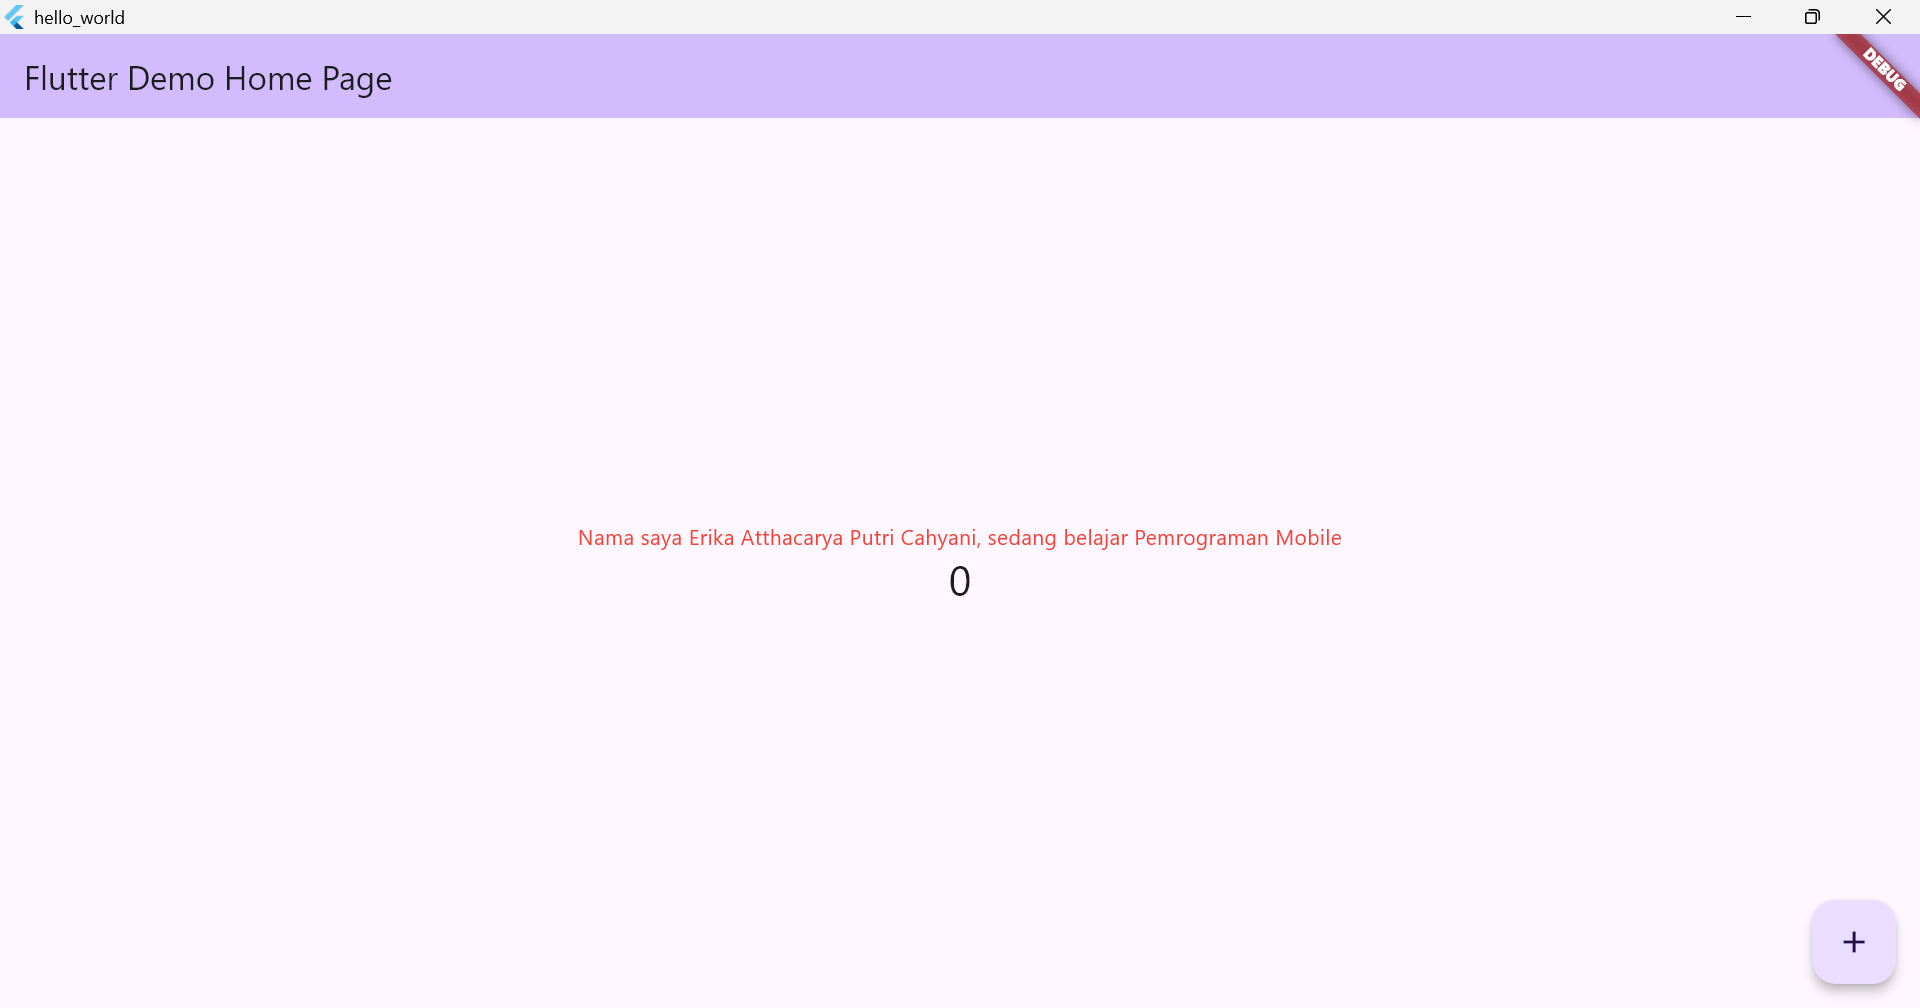 hello_world
Flutter Demo Home Page
DEBUG
Nama saya Erika Atthacarya Putri Cahyani, sedang belajar Pemrograman Mobile
0
+